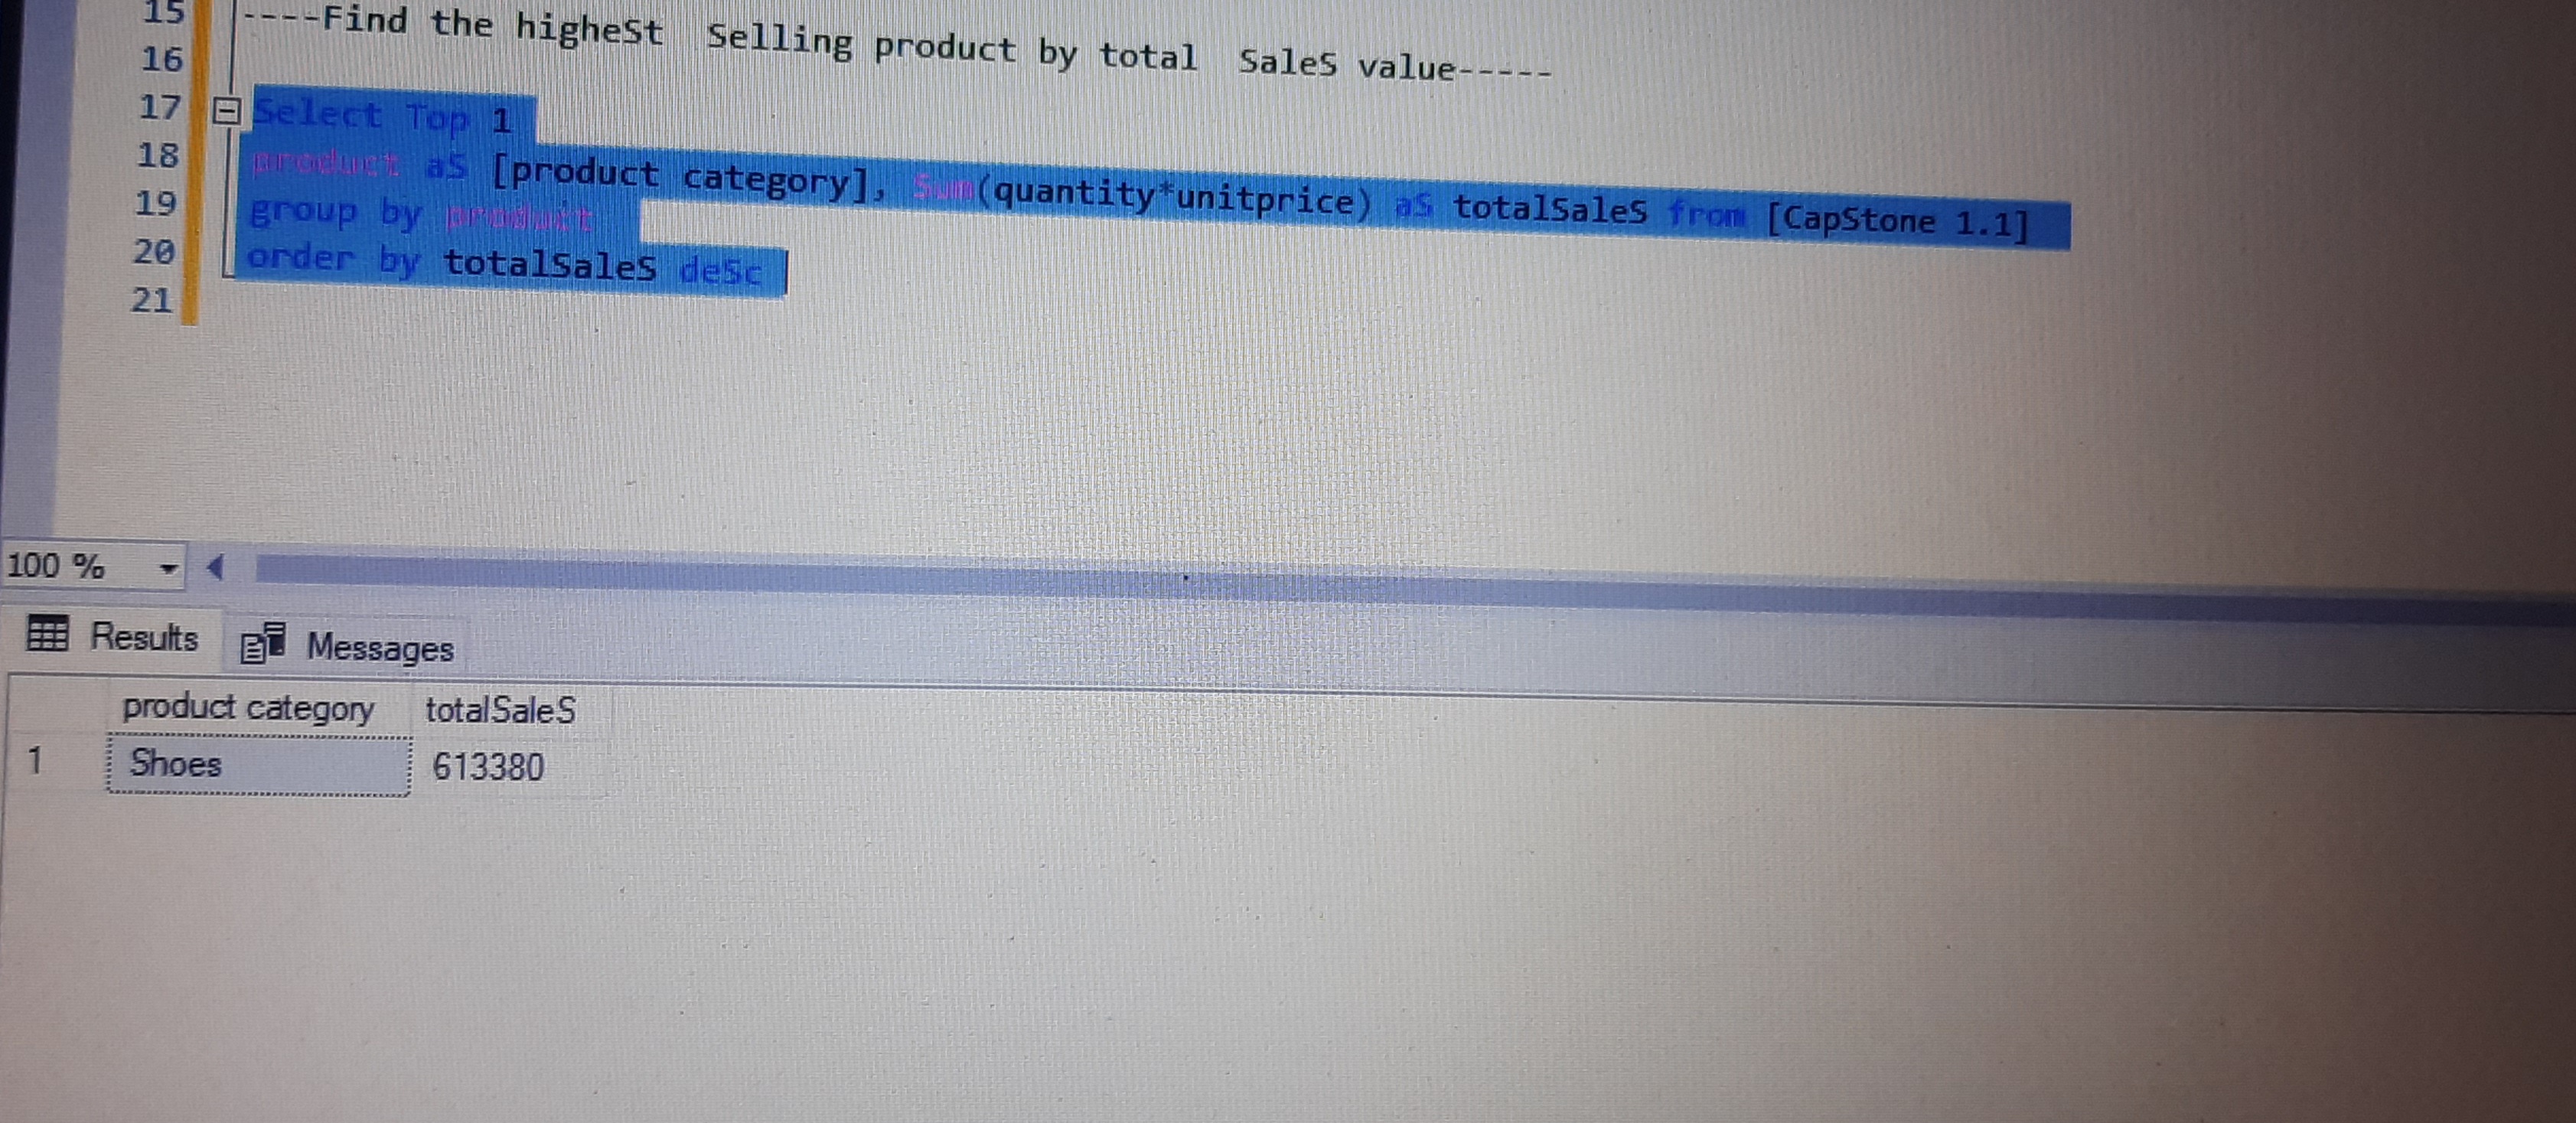 15 ----Find the higheSt  Selling product by total  SaleS value-----
16
17 Select Top 1
18 product aS [product category], Sum(quantity*unitprice) aS totalSaleS from [CapStone 1.1]
19 group by product
20 order by totalSaleS deSc
21
100 %
Results Messages
product category totalSaleS
1 Shoes 613380